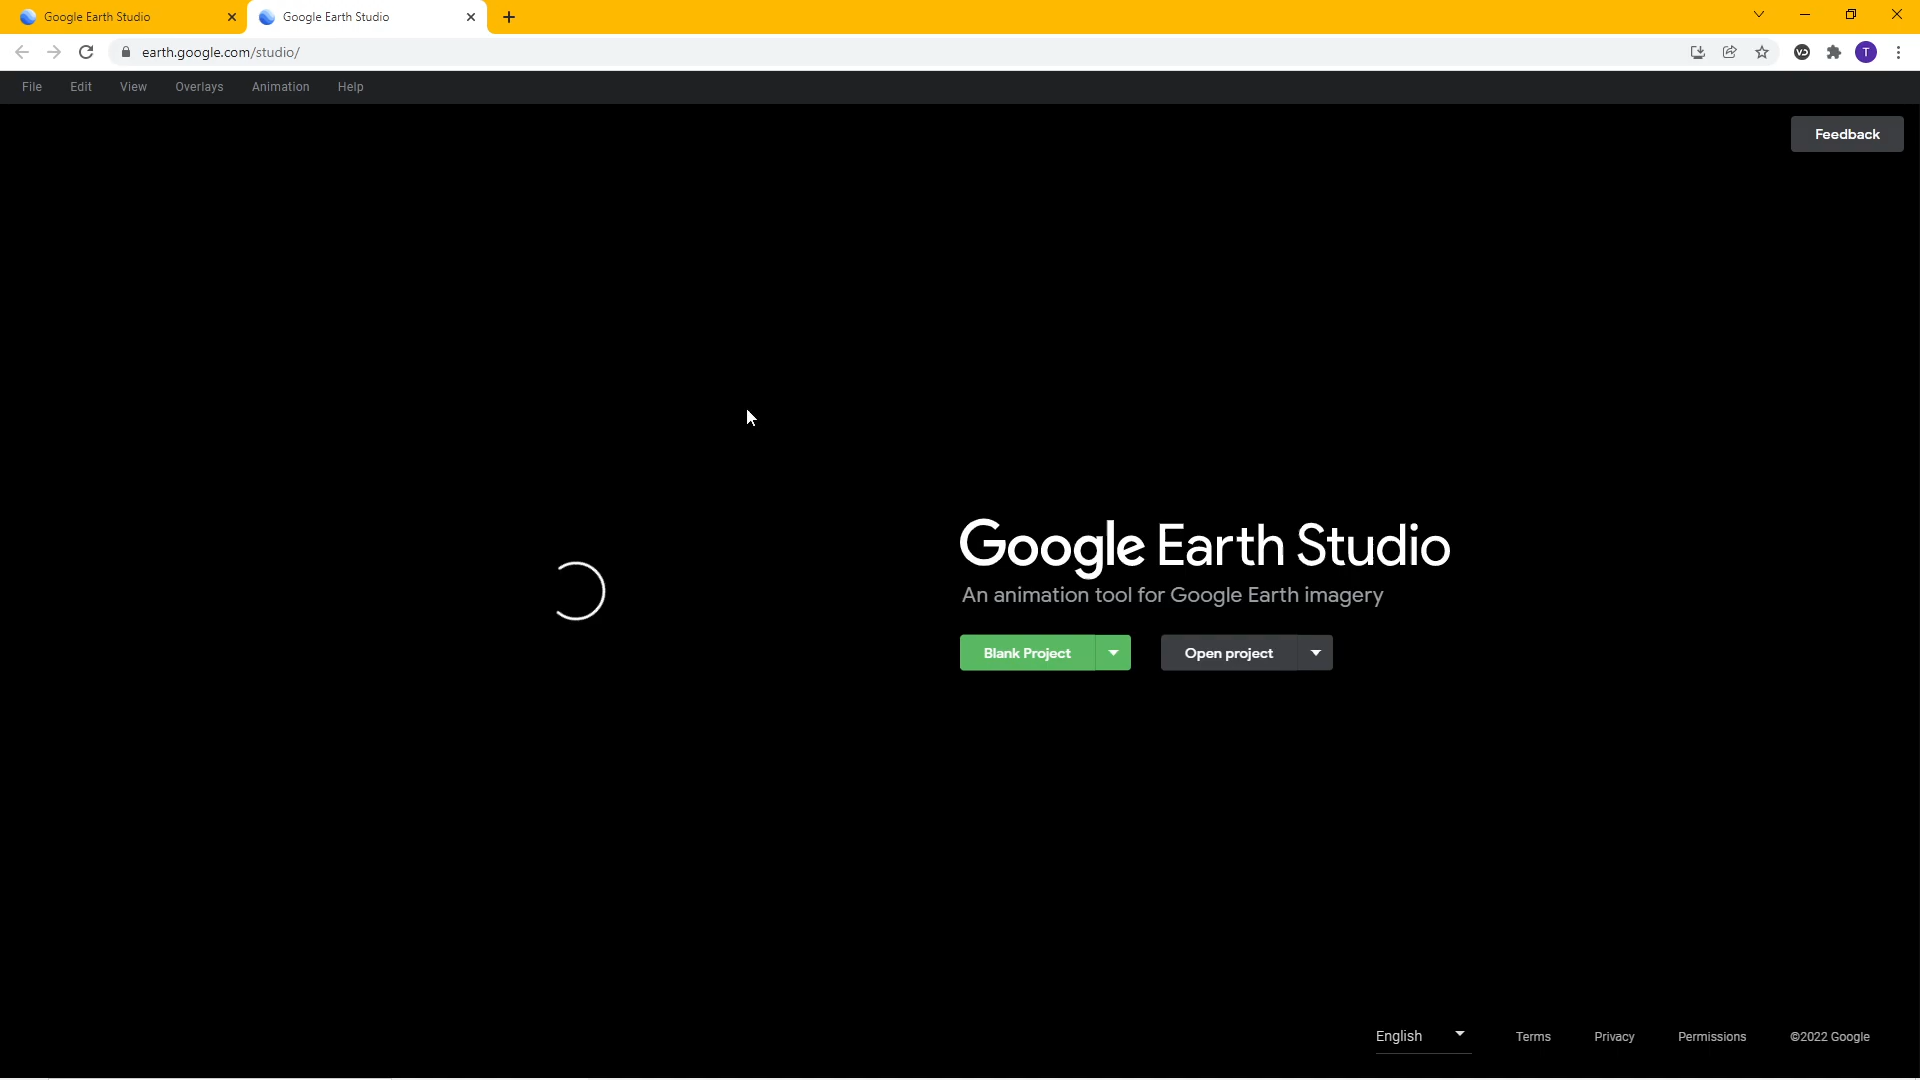 Google Earth Studio
Google Earth Studio
earth.google.com/studio/
T
File Edit View Overlays Animation Help
Feedback
Google Earth Studio
An animation tool for Google Earth imagery
Blank Project Open project
English Terms Privacy Permissions ©2022 Google